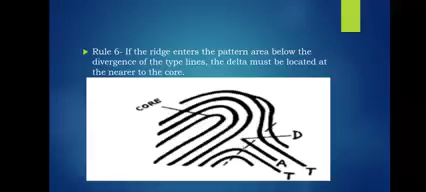 Rule 6- If the ridge enters the pattern area below the
divergence of the type lines, the delta must be located at
the nearer to the core.
CORE
D
A
T
T